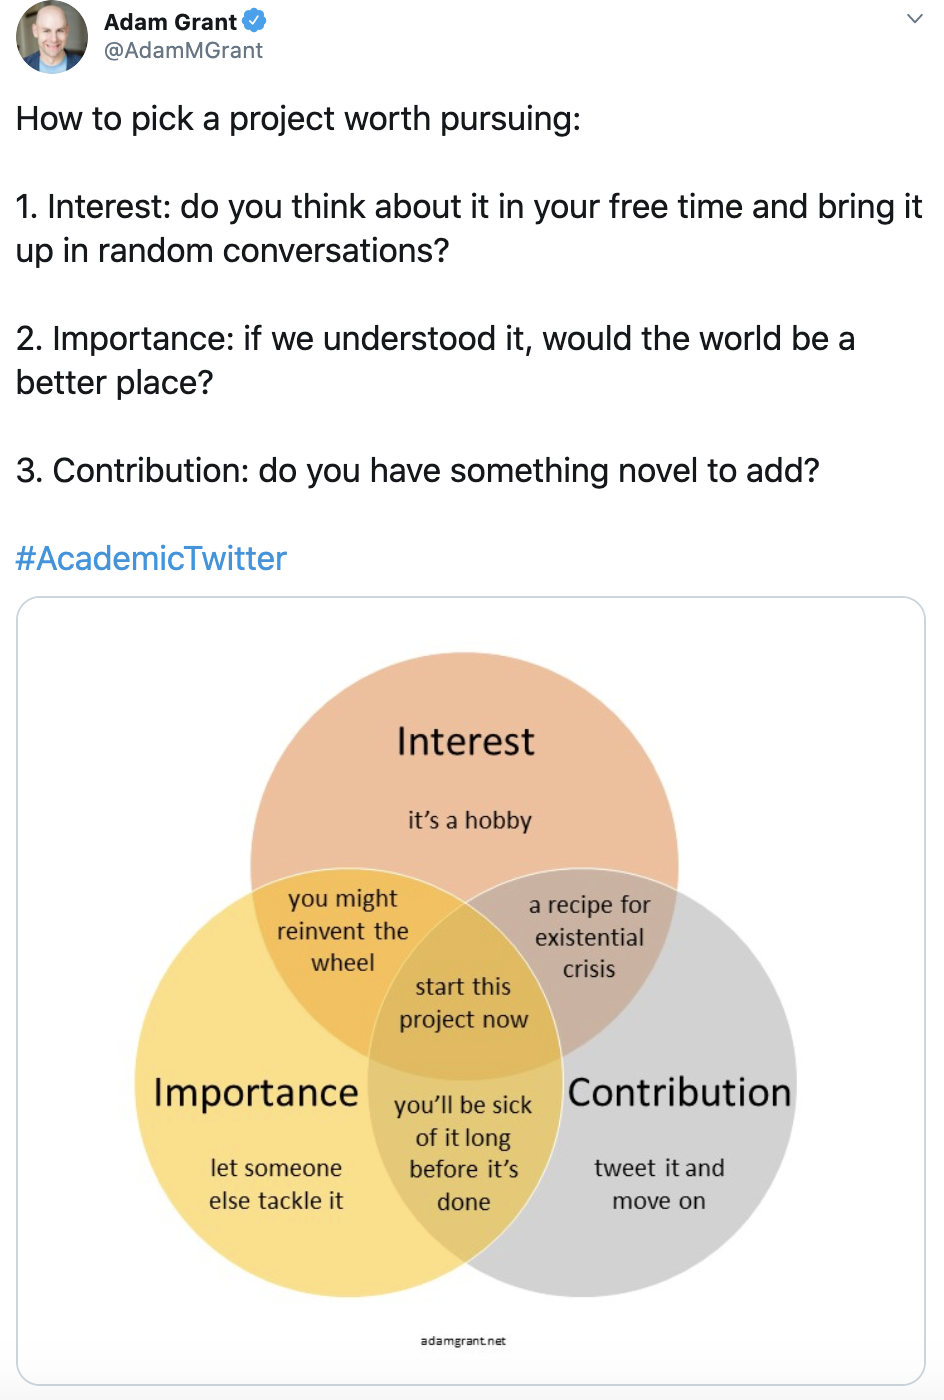 Adam Grant
@AdamMGrant
How to pick a project worth pursuing:
1. Interest: do you think about it in your free time and bring it
up in random conversations?
2. Importance: if we understood it, would the world be a
better place?
3. Contribution: do you have something novel to add?
#AcademicTwitter
Interest
it's a hobby
you might
reinvent the
wheel
a recipe for
existential
crisis
start this
project now
Importance
let someone
else tackle it
you'll be sick
of it long
before it's
done
Contribution
tweet it and
move on
adamgrant.net